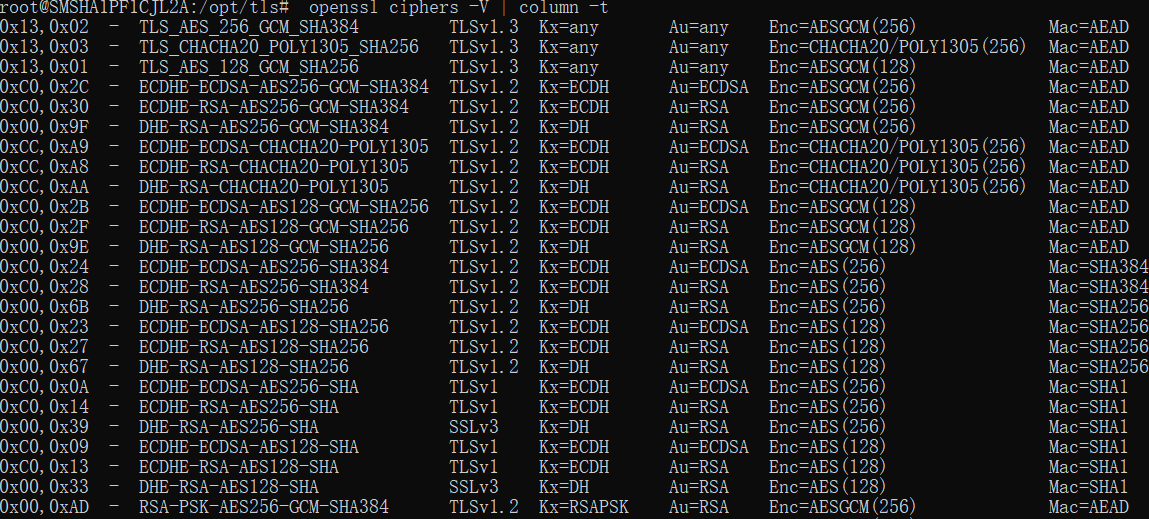 root@SMSHA1PF1CJL2A:/opt/tls# openssl ciphers -V | column -t
0x13,0x02 - TLS_AES_256_GCM_SHA384 TLSv1.3 Kx=any Au=any Enc=AESGCM(256) Mac=AEAD
0x13,0x03 - TLS_CHACHA20_POLY1305_SHA256 TLSv1.3 Kx=any Au=any Enc=CHACHA20/POLY1305(256) Mac=AEAD
0x13,0x01 - TLS_AES_128_GCM_SHA256 TLSv1.3 Kx=any Au=any Enc=AESGCM(128) Mac=AEAD
0xC0,0x2C - ECDHE-ECDSA-AES256-GCM-SHA384 TLSv1.2 Kx=ECDH Au=ECDSA Enc=AESGCM(256) Mac=AEAD
0xC0,0x30 - ECDHE-RSA-AES256-GCM-SHA384 TLSv1.2 Kx=ECDH Au=RSA Enc=AESGCM(256) Mac=AEAD
0x00,0x9F - DHE-RSA-AES256-GCM-SHA384 TLSv1.2 Kx=DH Au=RSA Enc=AESGCM(256) Mac=AEAD
0xCC,0xA9 - ECDHE-ECDSA-CHACHA20-POLY1305 TLSv1.2 Kx=ECDH Au=ECDSA Enc=CHACHA20/POLY1305(256) Mac=AEAD
0xCC,0xA8 - ECDHE-RSA-CHACHA20-POLY1305 TLSv1.2 Kx=ECDH Au=RSA Enc=CHACHA20/POLY1305(256) Mac=AEAD
0xCC,0xAA - DHE-RSA-CHACHA20-POLY1305 TLSv1.2 Kx=DH Au=RSA Enc=CHACHA20/POLY1305(256) Mac=AEAD
0xC0,0x2B - ECDHE-ECDSA-AES128-GCM-SHA256 TLSv1.2 Kx=ECDH Au=ECDSA Enc=AESGCM(128) Mac=AEAD
0xC0,0x2F - ECDHE-RSA-AES128-GCM-SHA256 TLSv1.2 Kx=ECDH Au=RSA Enc=AESGCM(128) Mac=AEAD
0x00,0x9E - DHE-RSA-AES128-GCM-SHA256 TLSv1.2 Kx=DH Au=RSA Enc=AESGCM(128) Mac=AEAD
0xC0,0x24 - ECDHE-ECDSA-AES256-SHA384 TLSv1.2 Kx=ECDH Au=ECDSA Enc=AES(256) Mac=SHA384
0xC0,0x28 - ECDHE-RSA-AES256-SHA384 TLSv1.2 Kx=ECDH Au=RSA Enc=AES(256) Mac=SHA384
0x00,0x6B - DHE-RSA-AES256-SHA256 TLSv1.2 Kx=DH Au=RSA Enc=AES(256) Mac=SHA256
0xC0,0x23 - ECDHE-ECDSA-AES128-SHA256 TLSv1.2 Kx=ECDH Au=ECDSA Enc=AES(128) Mac=SHA256
0xC0,0x27 - ECDHE-RSA-AES128-SHA256 TLSv1.2 Kx=ECDH Au=RSA Enc=AES(128) Mac=SHA256
0x00,0x67 - DHE-RSA-AES128-SHA256 TLSv1.2 Kx=DH Au=RSA Enc=AES(128) Mac=SHA256
0xC0,0x0A - ECDHE-ECDSA-AES256-SHA TLSv1 Kx=ECDH Au=ECDSA Enc=AES(256) Mac=SHA1
0xC0,0x14 - ECDHE-RSA-AES256-SHA TLSv1 Kx=ECDH Au=RSA Enc=AES(256) Mac=SHA1
0x00,0x39 - DHE-RSA-AES256-SHA SSLv3 Kx=DH Au=RSA Enc=AES(256) Mac=SHA1
0xC0,0x09 - ECDHE-ECDSA-AES128-SHA TLSv1 Kx=ECDH Au=ECDSA Enc=AES(128) Mac=SHA1
0xC0,0x13 - ECDHE-RSA-AES128-SHA TLSv1 Kx=ECDH Au=RSA Enc=AES(128) Mac=SHA1
0x00,0x33 - DHE-RSA-AES128-SHA SSLv3 Kx=DH Au=RSA Enc=AES(128) Mac=SHA1
0x00,0xAD - RSA-PSK-AES256-GCM-SHA384 TLSv1.2 Kx=RSAPSK Au=RSA Enc=AESGCM(256) Mac=AEAD